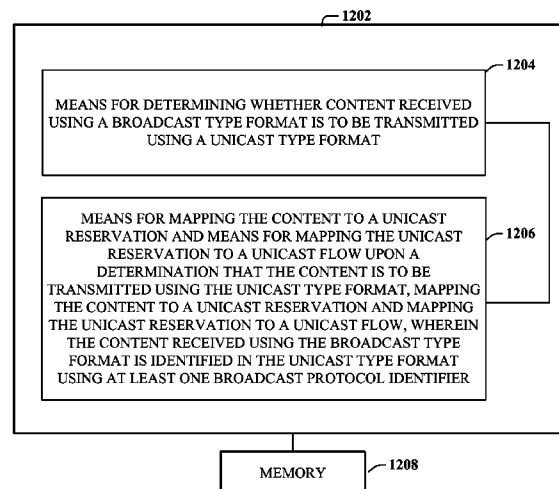 1202
1204
MEANS FOR DETERMINING WHETHER CONTENT RECEIVED
USING A BROADCAST TYPE FORMAT IS TO BE TRANSMITTED
USING A UNICAST TYPE FORMAT
1206
MEANS FOR MAPPING THE CONTENT TO A UNICAST
RESERVATION AND MEANS FOR MAPPING THE UNICAST
RESERVATION TO A UNICAST FLOW UPON A
DETERMINATION THAT THE CONTENT IS TO BE
TRANSMITTED USING THE UNICAST TYPE FORMAT, MAPPING
THE CONTENT TO A UNICAST RESERVATION AND MAPPING
THE UNICAST RESERVATION TO A UNICAST FLOW, WHEREIN
THE CONTENT RECEIVED USING THE BROADCAST TYPE
FORMAT IS IDENTIFIED IN THE UNICAST TYPE FORMAT
USING AT LEAST ONE BROADCAST PROTOCOL IDENTIFIER
MEMORY
1208